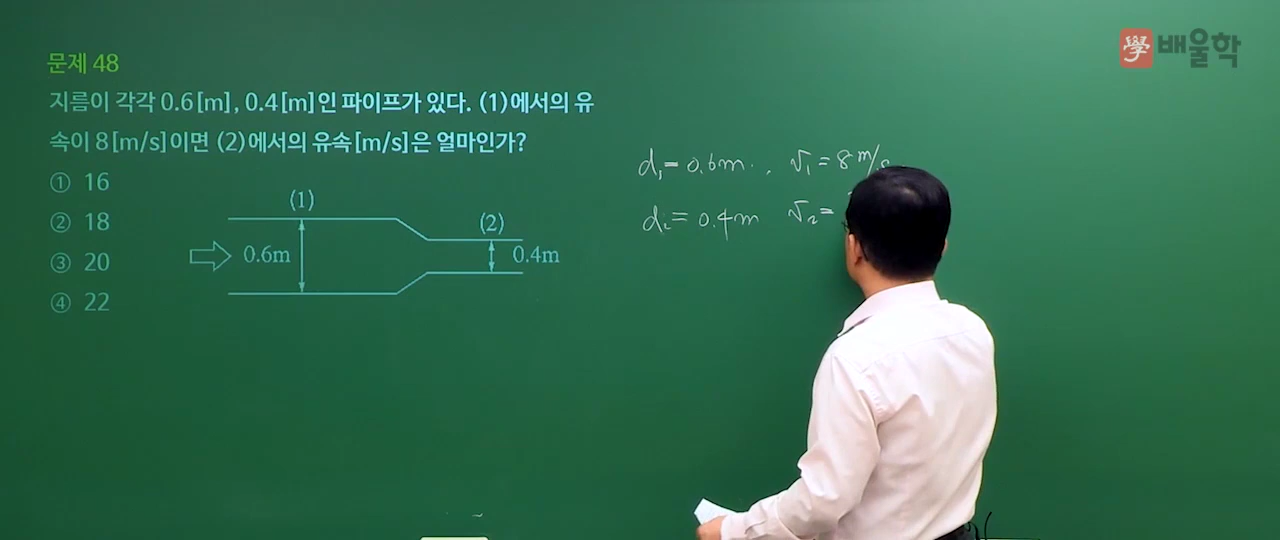 學 배울학
문제 48
지름이 각각 0.6[m], 0.4[m]인 파이프가 있다. (1)에서의 유
속이 8[m/s]이면 (2)에서의 유속[m/s]은 얼마인가?
① 16
② 18
③ 20
④ 22
(1)
(2)
0.6m
0.4m
d₁= 0.6m . , v₁ = 8 m/s
d₂= 0.4m v₂ =